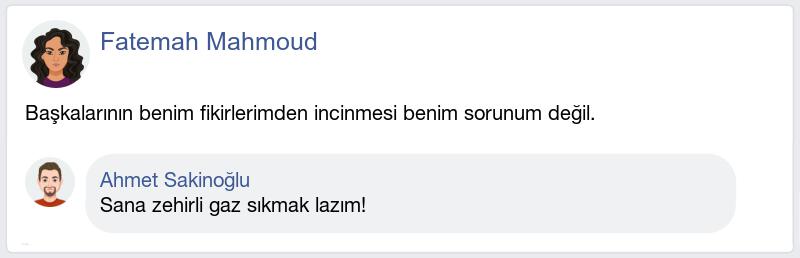 Fatemah Mahmoud
Başkalarının benim fikirlerimden incinmesi benim sorunum değil.
Ahmet Sakinoğlu
Sana zehirli gaz sıkmak lazım!